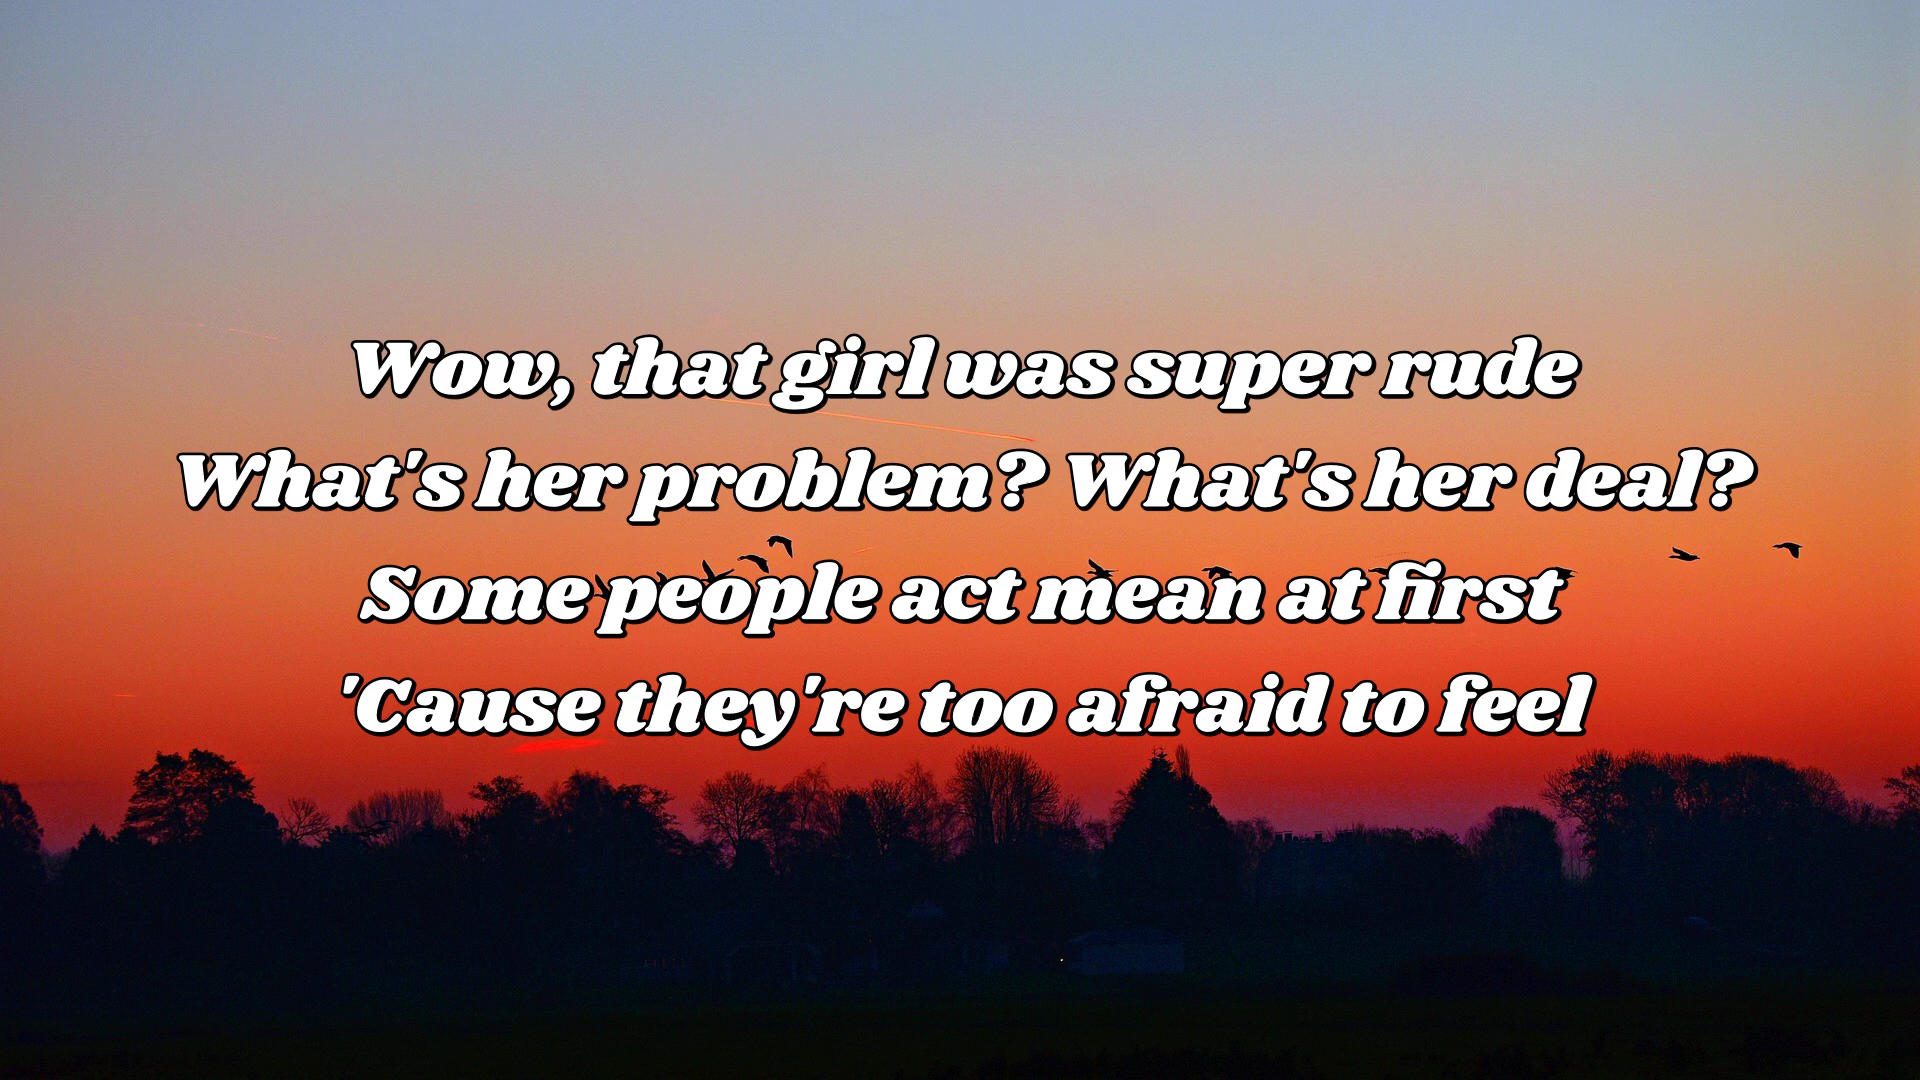 Wow, that girl was super rude
What's her problem? What's her deal?
Some people act mean at first
'Cause they're too afraid to feel